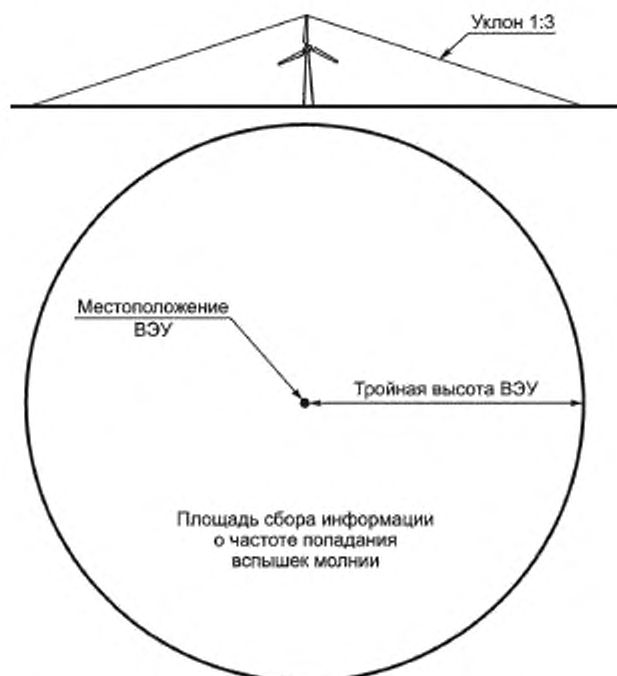 Уклон 1:3
Местоположение
ВЭУ
Тройная высота ВЭУ
Площадь сбора информации
о частоте попадания
вспышек молнии